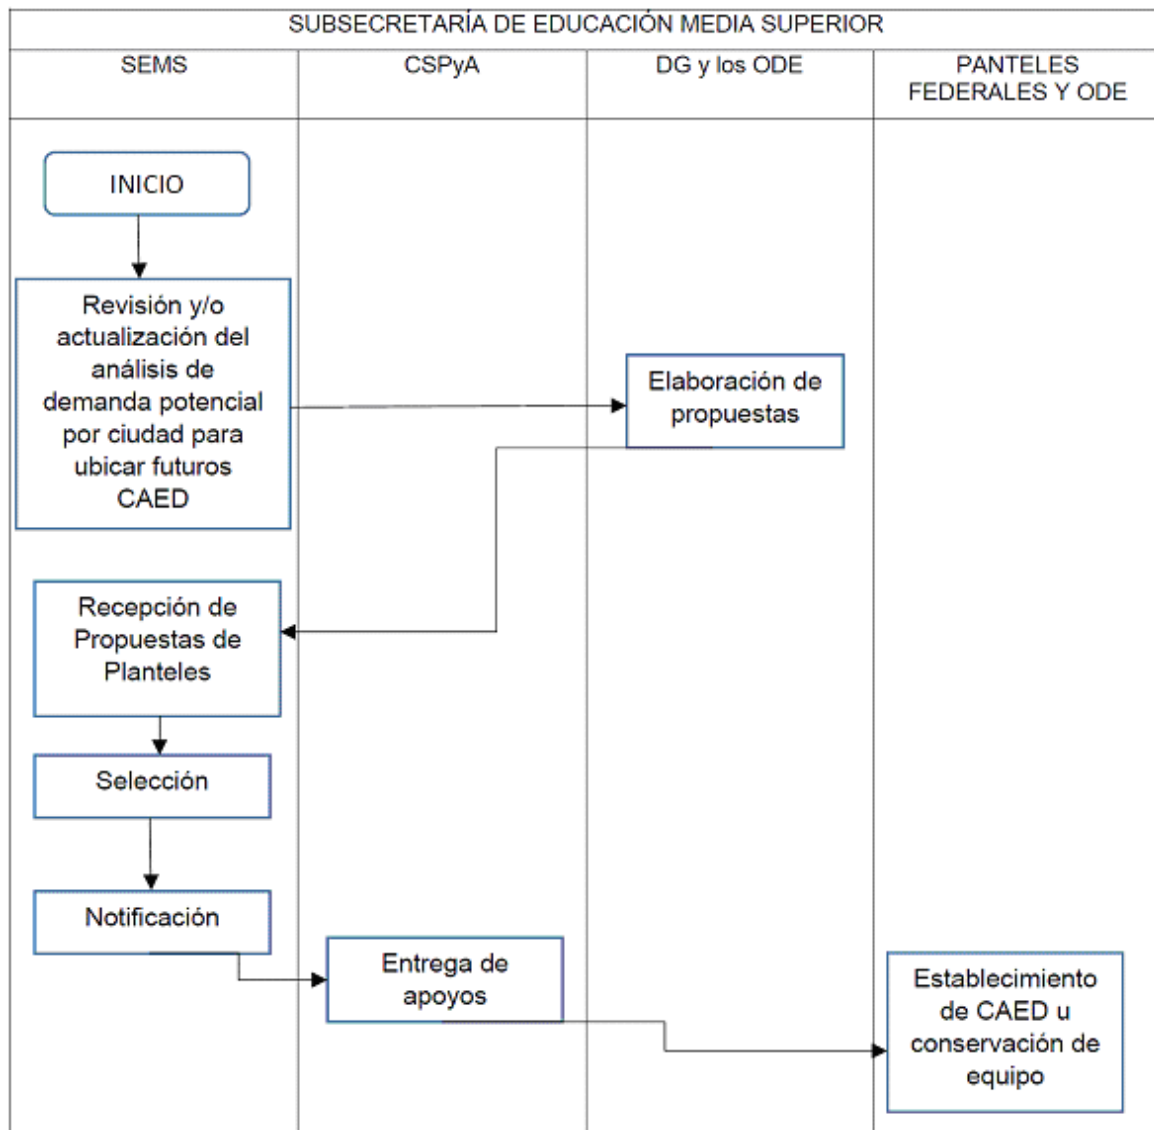 SUBSECRETARÍA DE EDUCACIÓN MEDIA SUPERIOR
SEMS
CSPyA
DG y los ODE
PANTELES
FEDERALES Y ODE
INICIO
Revisión y/o
actualización del
análisis de
demanda potencial
por ciudad para
ubicar futuros
CAED
Elaboración de
propuestas
Recepción de
Propuestas de
Planteles
Selección
Notificación
Entrega de
apoyos
Establecimiento
de CAED u
conservación de
equipo